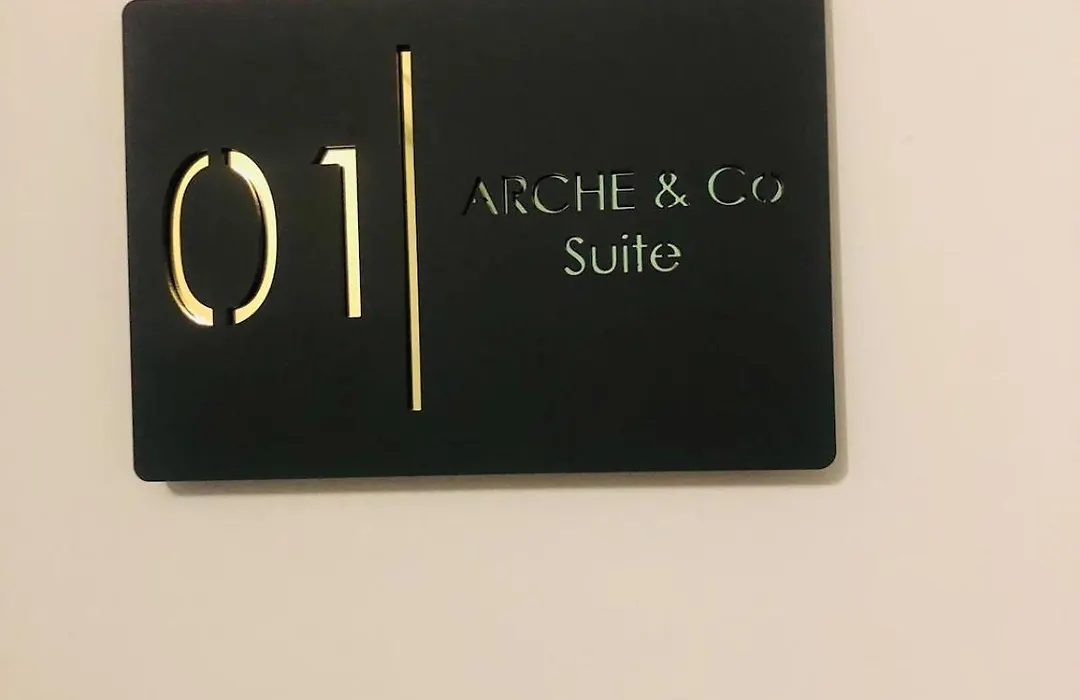 01
ARCHE & Co
Suite